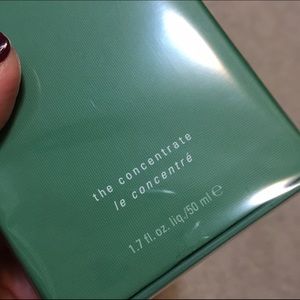 the concentrate
le concentré
1.7 fl. oz. liq./50 ml ℮